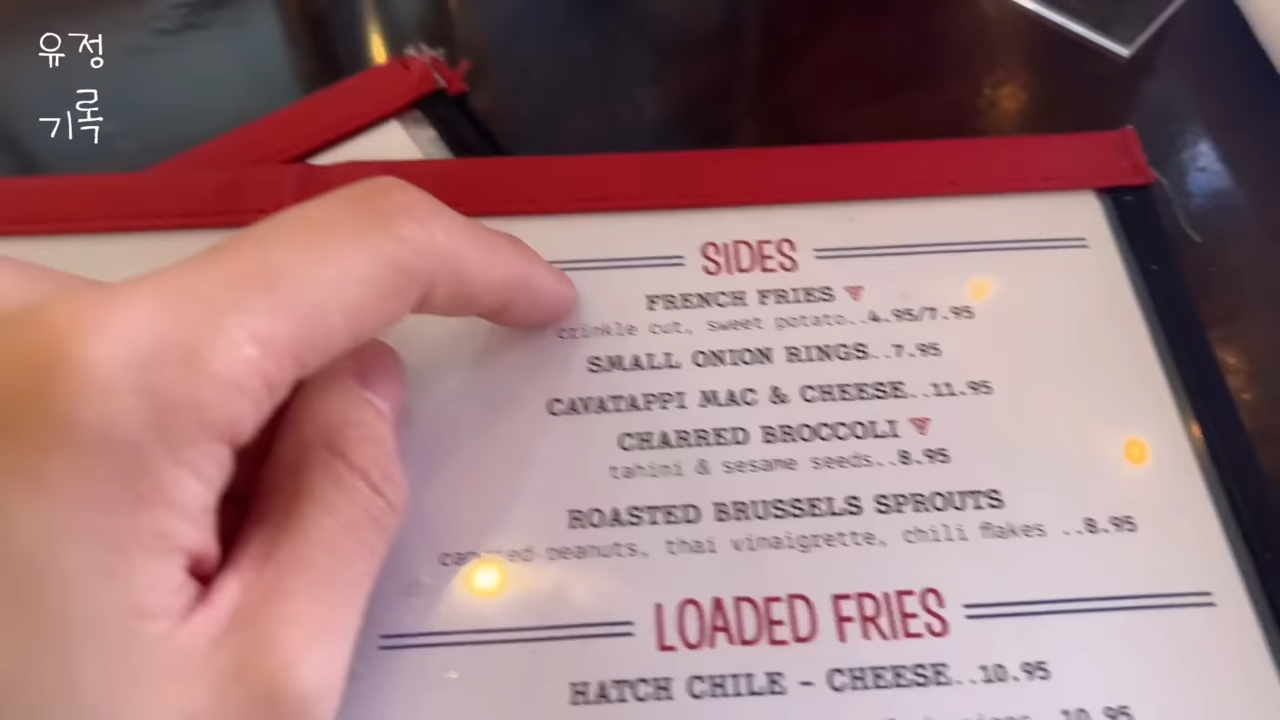 유정
기록
SIDES
FRENCH FRIES
crinkle cut, sweet potato..4.95/7.95
SMALL ONION RINGS..7.95
CAVATAPPI MAC & CHEESE..11.95
CHARRED BROCCOLI
tahini & sesame seeds..8.95
ROASTED BRUSSELS SPROUTS
peanuts, thai vinaigrette, chili flakes ..8.95
LOADED FRIES
HATCH CHILE - CHEESE..10.95
10.95